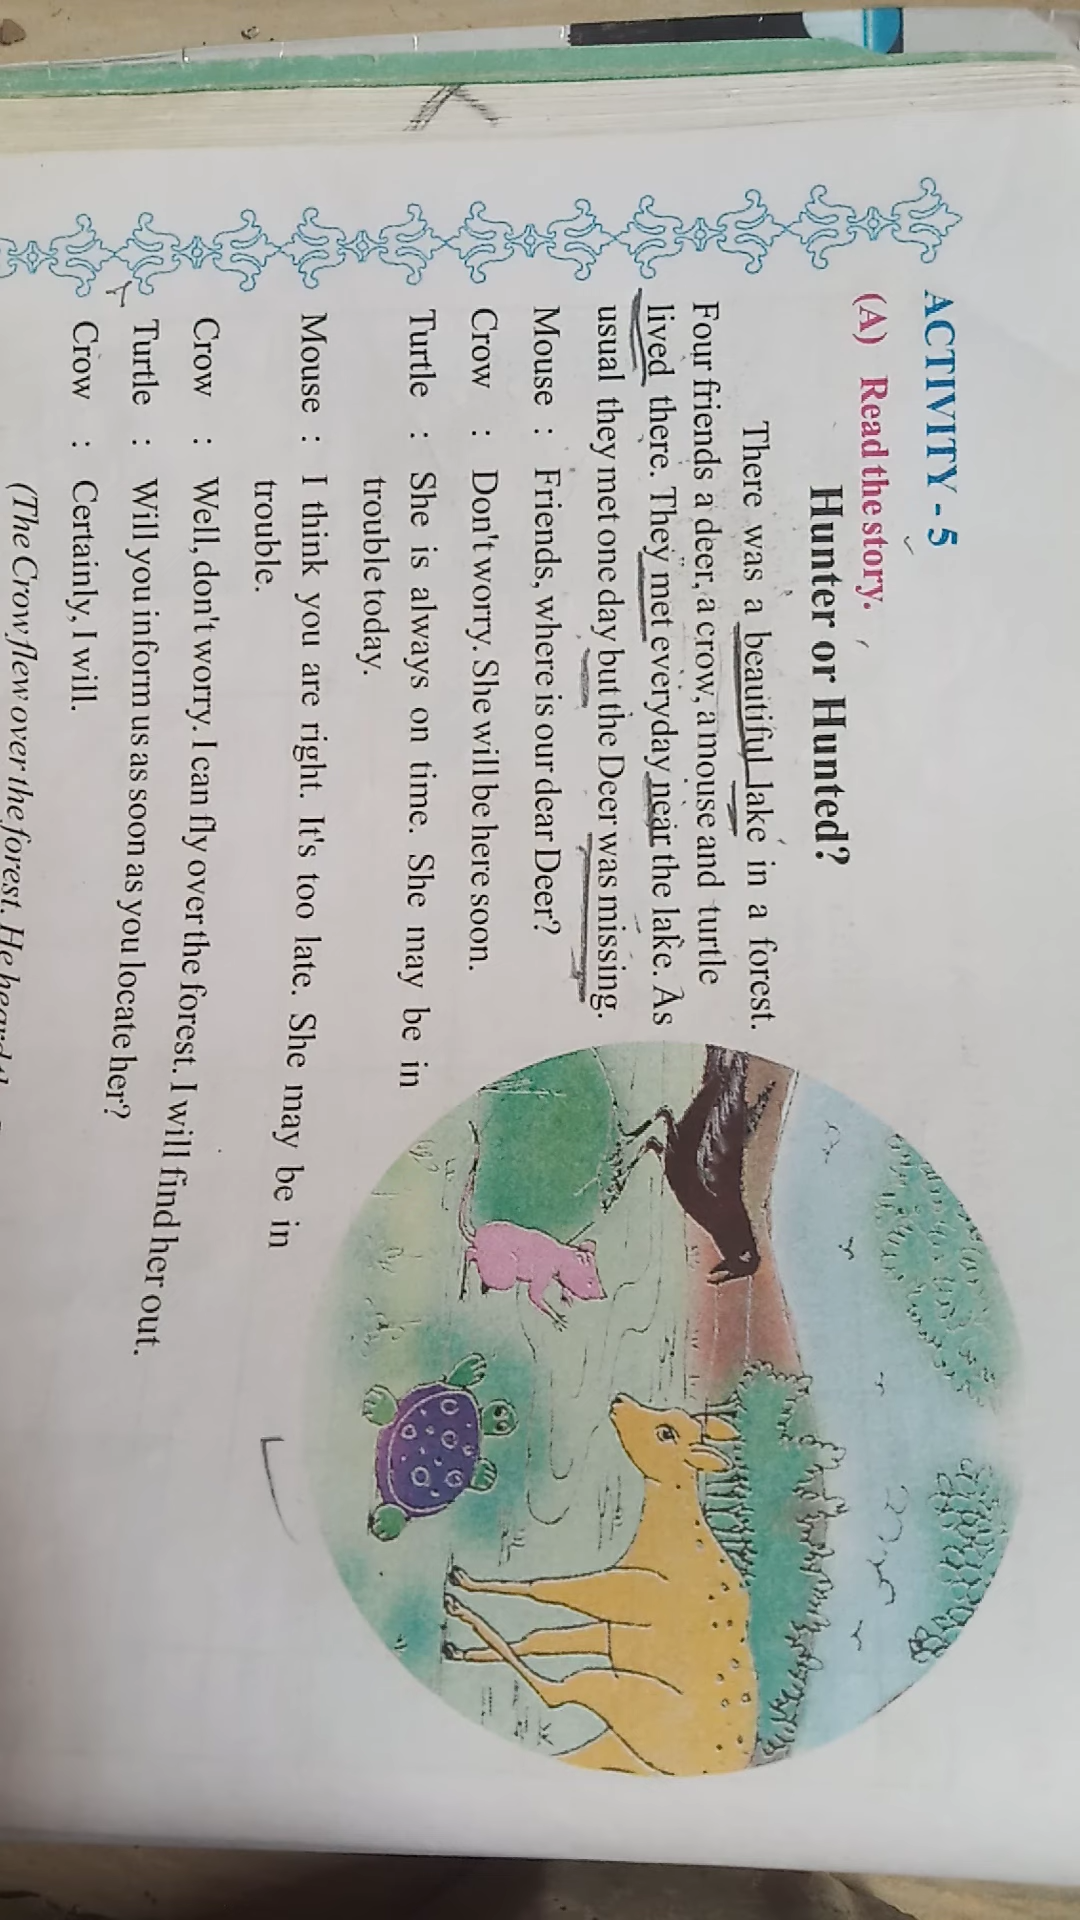 ACTIVITY - 5
(A) Read the story.
Hunter or Hunted?
There was a beautiful lake in a forest.
Four friends a deer, a crow, a mouse and turtle
lived there. They met everyday near the lake. As
usual they met one day but the Deer was missing.
Mouse : Friends, where is our dear Deer?
Crow : Don't worry. She will be here soon.
Turtle : She is always on time. She may be in
trouble today.
Mouse : I think you are right. It's too late. She may be in
trouble.
Crow : Well, don't worry. I can fly over the forest. I will find her out.
Turtle : Will you inform us as soon as you locate her?
Crow : Certainly, I will.
(The Crow flew over the forest. He heard